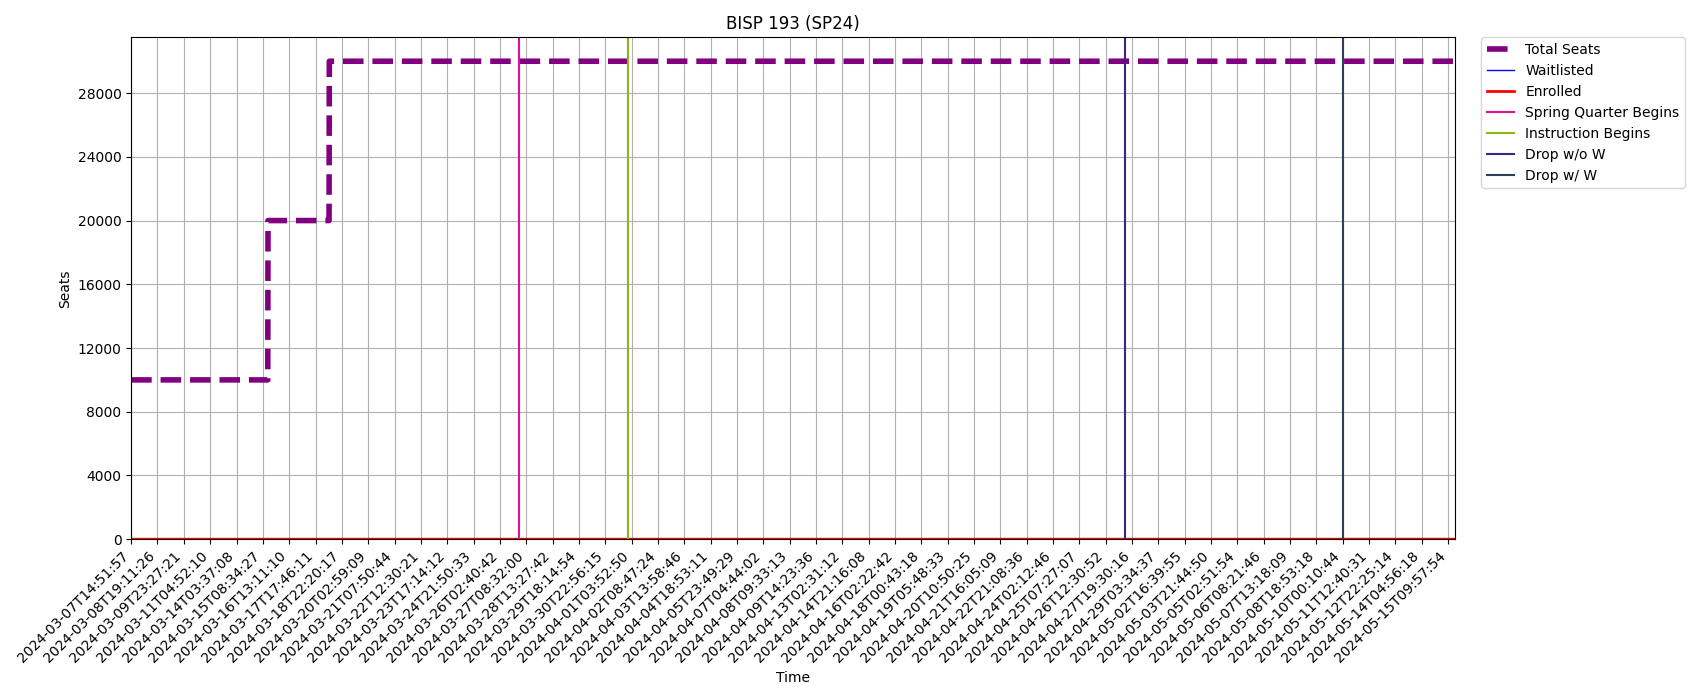 BISP 193 (SP24)
Total Seats
Waitlisted
Enrolled
Spring Quarter Begins
Instruction Begins
Drop w/o W
Drop w/ W
Seats
28000
24000
20000
16000
12000
8000
4000
0
2024-03-07T14:51:57
2024-03-08T19:11:26
2024-03-09T23:27:21
2024-03-11T04:52:10
2024-03-14T03:37:08
2024-03-15T08:34:27
2024-03-16T13:11:10
2024-03-17T17:46:11
2024-03-18T22:20:17
2024-03-20T02:59:09
2024-03-21T07:50:44
2024-03-22T12:30:21
2024-03-23T17:14:12
2024-03-24T21:50:33
2024-03-26T02:40:42
2024-03-27T08:32:00
2024-03-28T13:27:42
2024-03-29T18:14:54
2024-03-30T22:56:15
2024-04-01T03:52:50
2024-04-02T08:47:24
2024-04-03T13:58:46
2024-04-04T18:53:11
2024-04-05T23:49:29
2024-04-07T04:44:02
2024-04-08T09:33:13
2024-04-09T14:23:36
2024-04-13T02:31:12
2024-04-14T21:16:08
2024-04-16T02:22:42
2024-04-18T00:43:18
2024-04-19T05:48:33
2024-04-20T10:50:25
2024-04-21T16:05:09
2024-04-22T21:08:36
2024-04-24T02:12:46
2024-04-25T07:27:07
2024-04-26T12:30:52
2024-04-27T19:30:16
2024-04-29T03:34:37
2024-05-02T16:39:55
2024-05-03T21:44:50
2024-05-05T02:51:54
2024-05-06T08:21:46
2024-05-07T13:18:09
2024-05-08T18:53:18
2024-05-10T00:10:44
2024-05-11T12:40:31
2024-05-12T22:25:14
2024-05-14T04:56:18
2024-05-15T09:57:54
Time